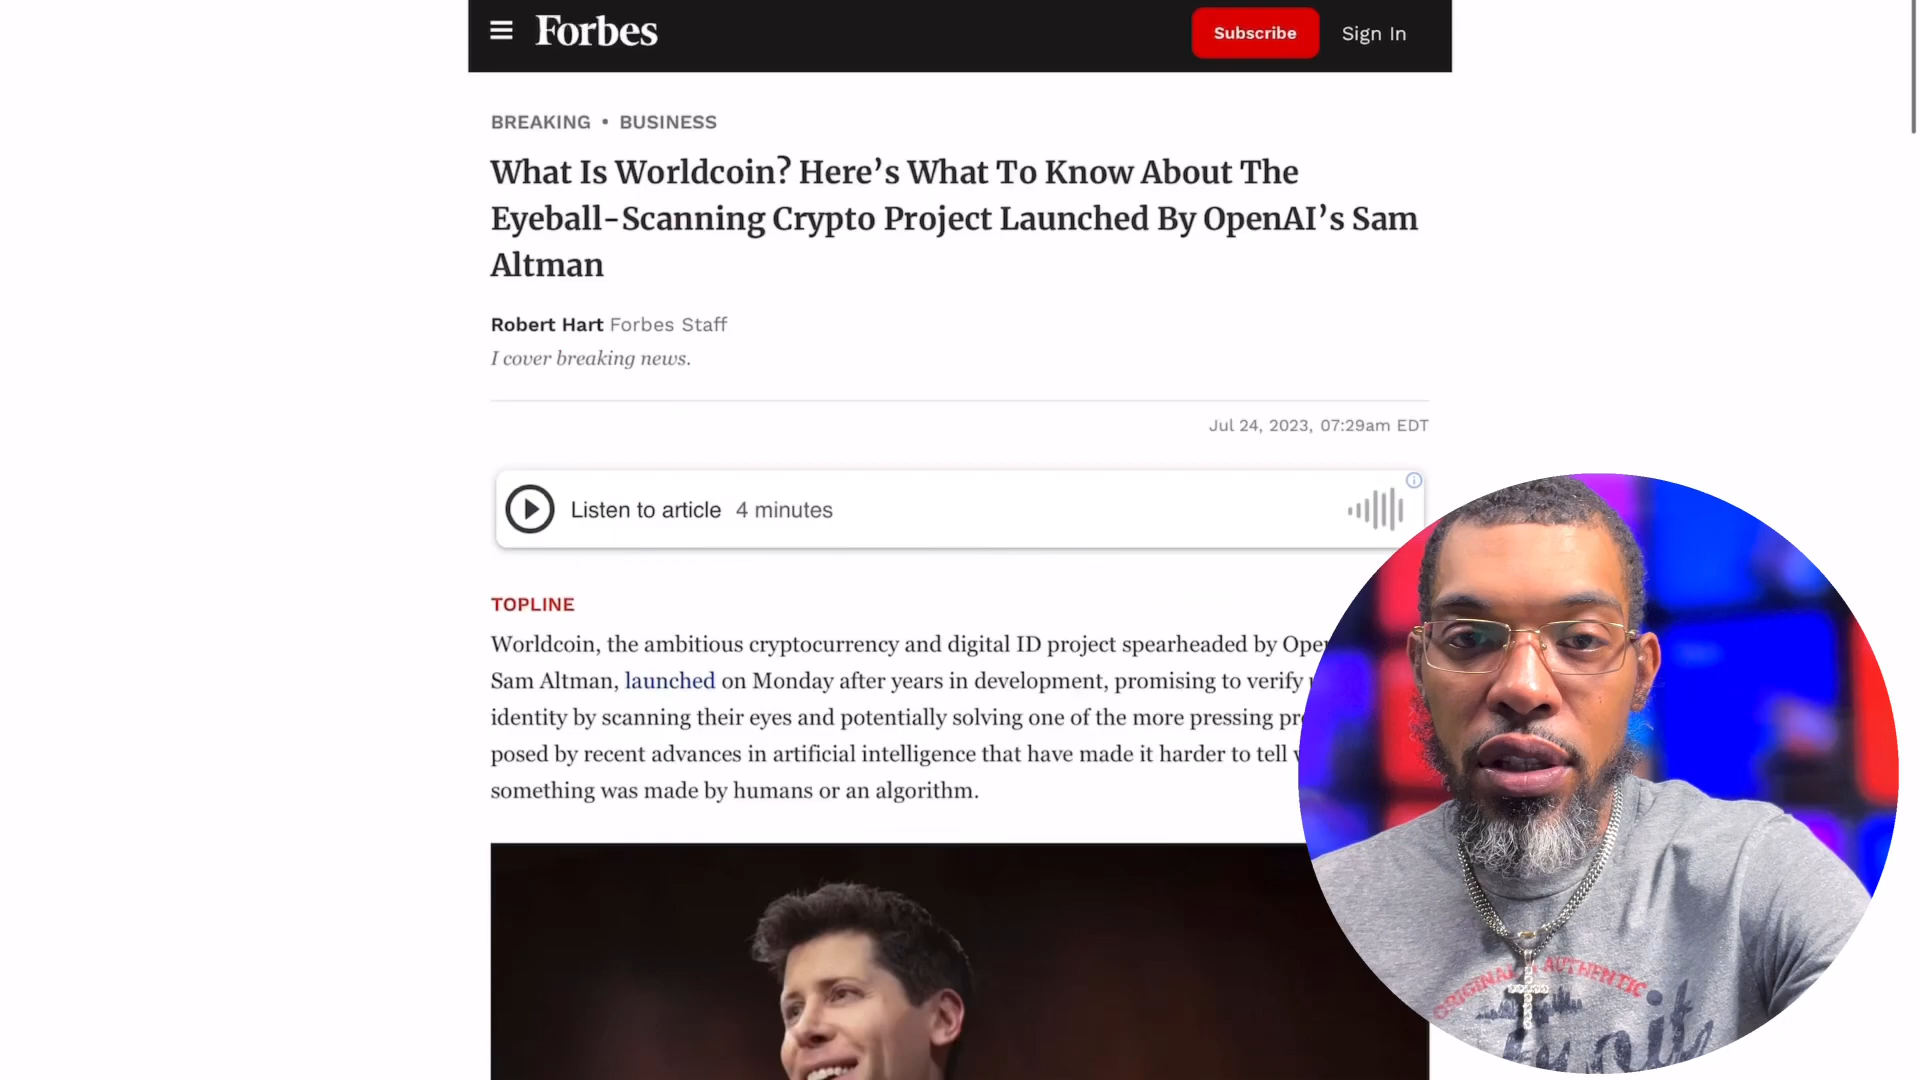 Forbes
Subscribe
Sign In
BREAKING • BUSINESS
What Is Worldcoin? Here’s What To Know About The
Eyeball-Scanning Crypto Project Launched By OpenAI’s Sam
Altman
Robert Hart Forbes Staff
I cover breaking news.
Jul 24, 2023, 07:29am EDT
Listen to article 4 minutes
TOPLINE
Worldcoin, the ambitious cryptocurrency and digital ID project spearheaded by
Sam Altman, launched on Monday after years in development, promising to verify
identity by scanning their eyes and potentially solving one of the more pressing
posed by recent advances in artificial intelligence that have made it harder to tell
something was made by humans or an algorithm.
ORIGINAL & AUTHENTIC